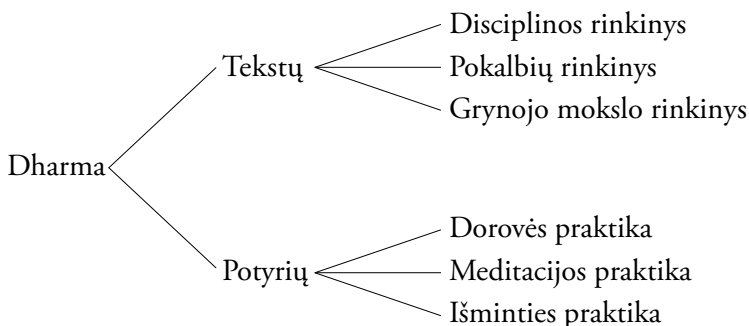 Disciplinos rinkinys
Tekstų
Pokalbių rinkinys
Grynojo mokslo rinkinys
Dharma
Dorovės praktika
Potyrių
Meditacijos praktika
Išminties praktika